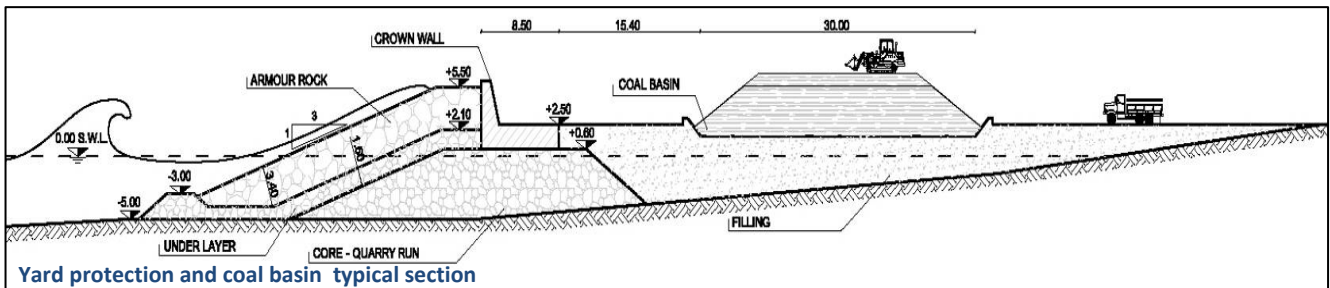 8.50 15.40 30.00
CROWN WALL
ARMOUR ROCK
+5.50
COAL BASIN
3
1
+2.50
+2.10
0.00 S.W.L
+0.60
1.60
3.40
-3.00
-5.00
UNDER LAYER
FILLING
CORE - QUARRY RUN
Yard protection and coal basin typical section